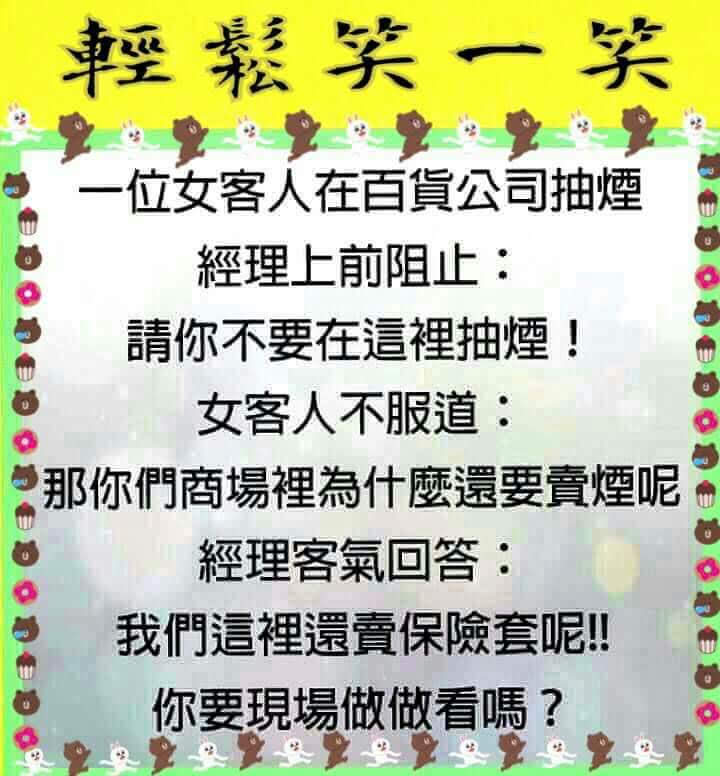 輕鬆笑一笑
一位女客人在百貨公司抽煙
經理上前阻止：
請你不要在這裡抽煙！
女客人不服道：
那你們商場裡為什麼還要賣煙呢
經理客氣回答：
我們這裡還賣保險套呢!!
你要現場做做看嗎？